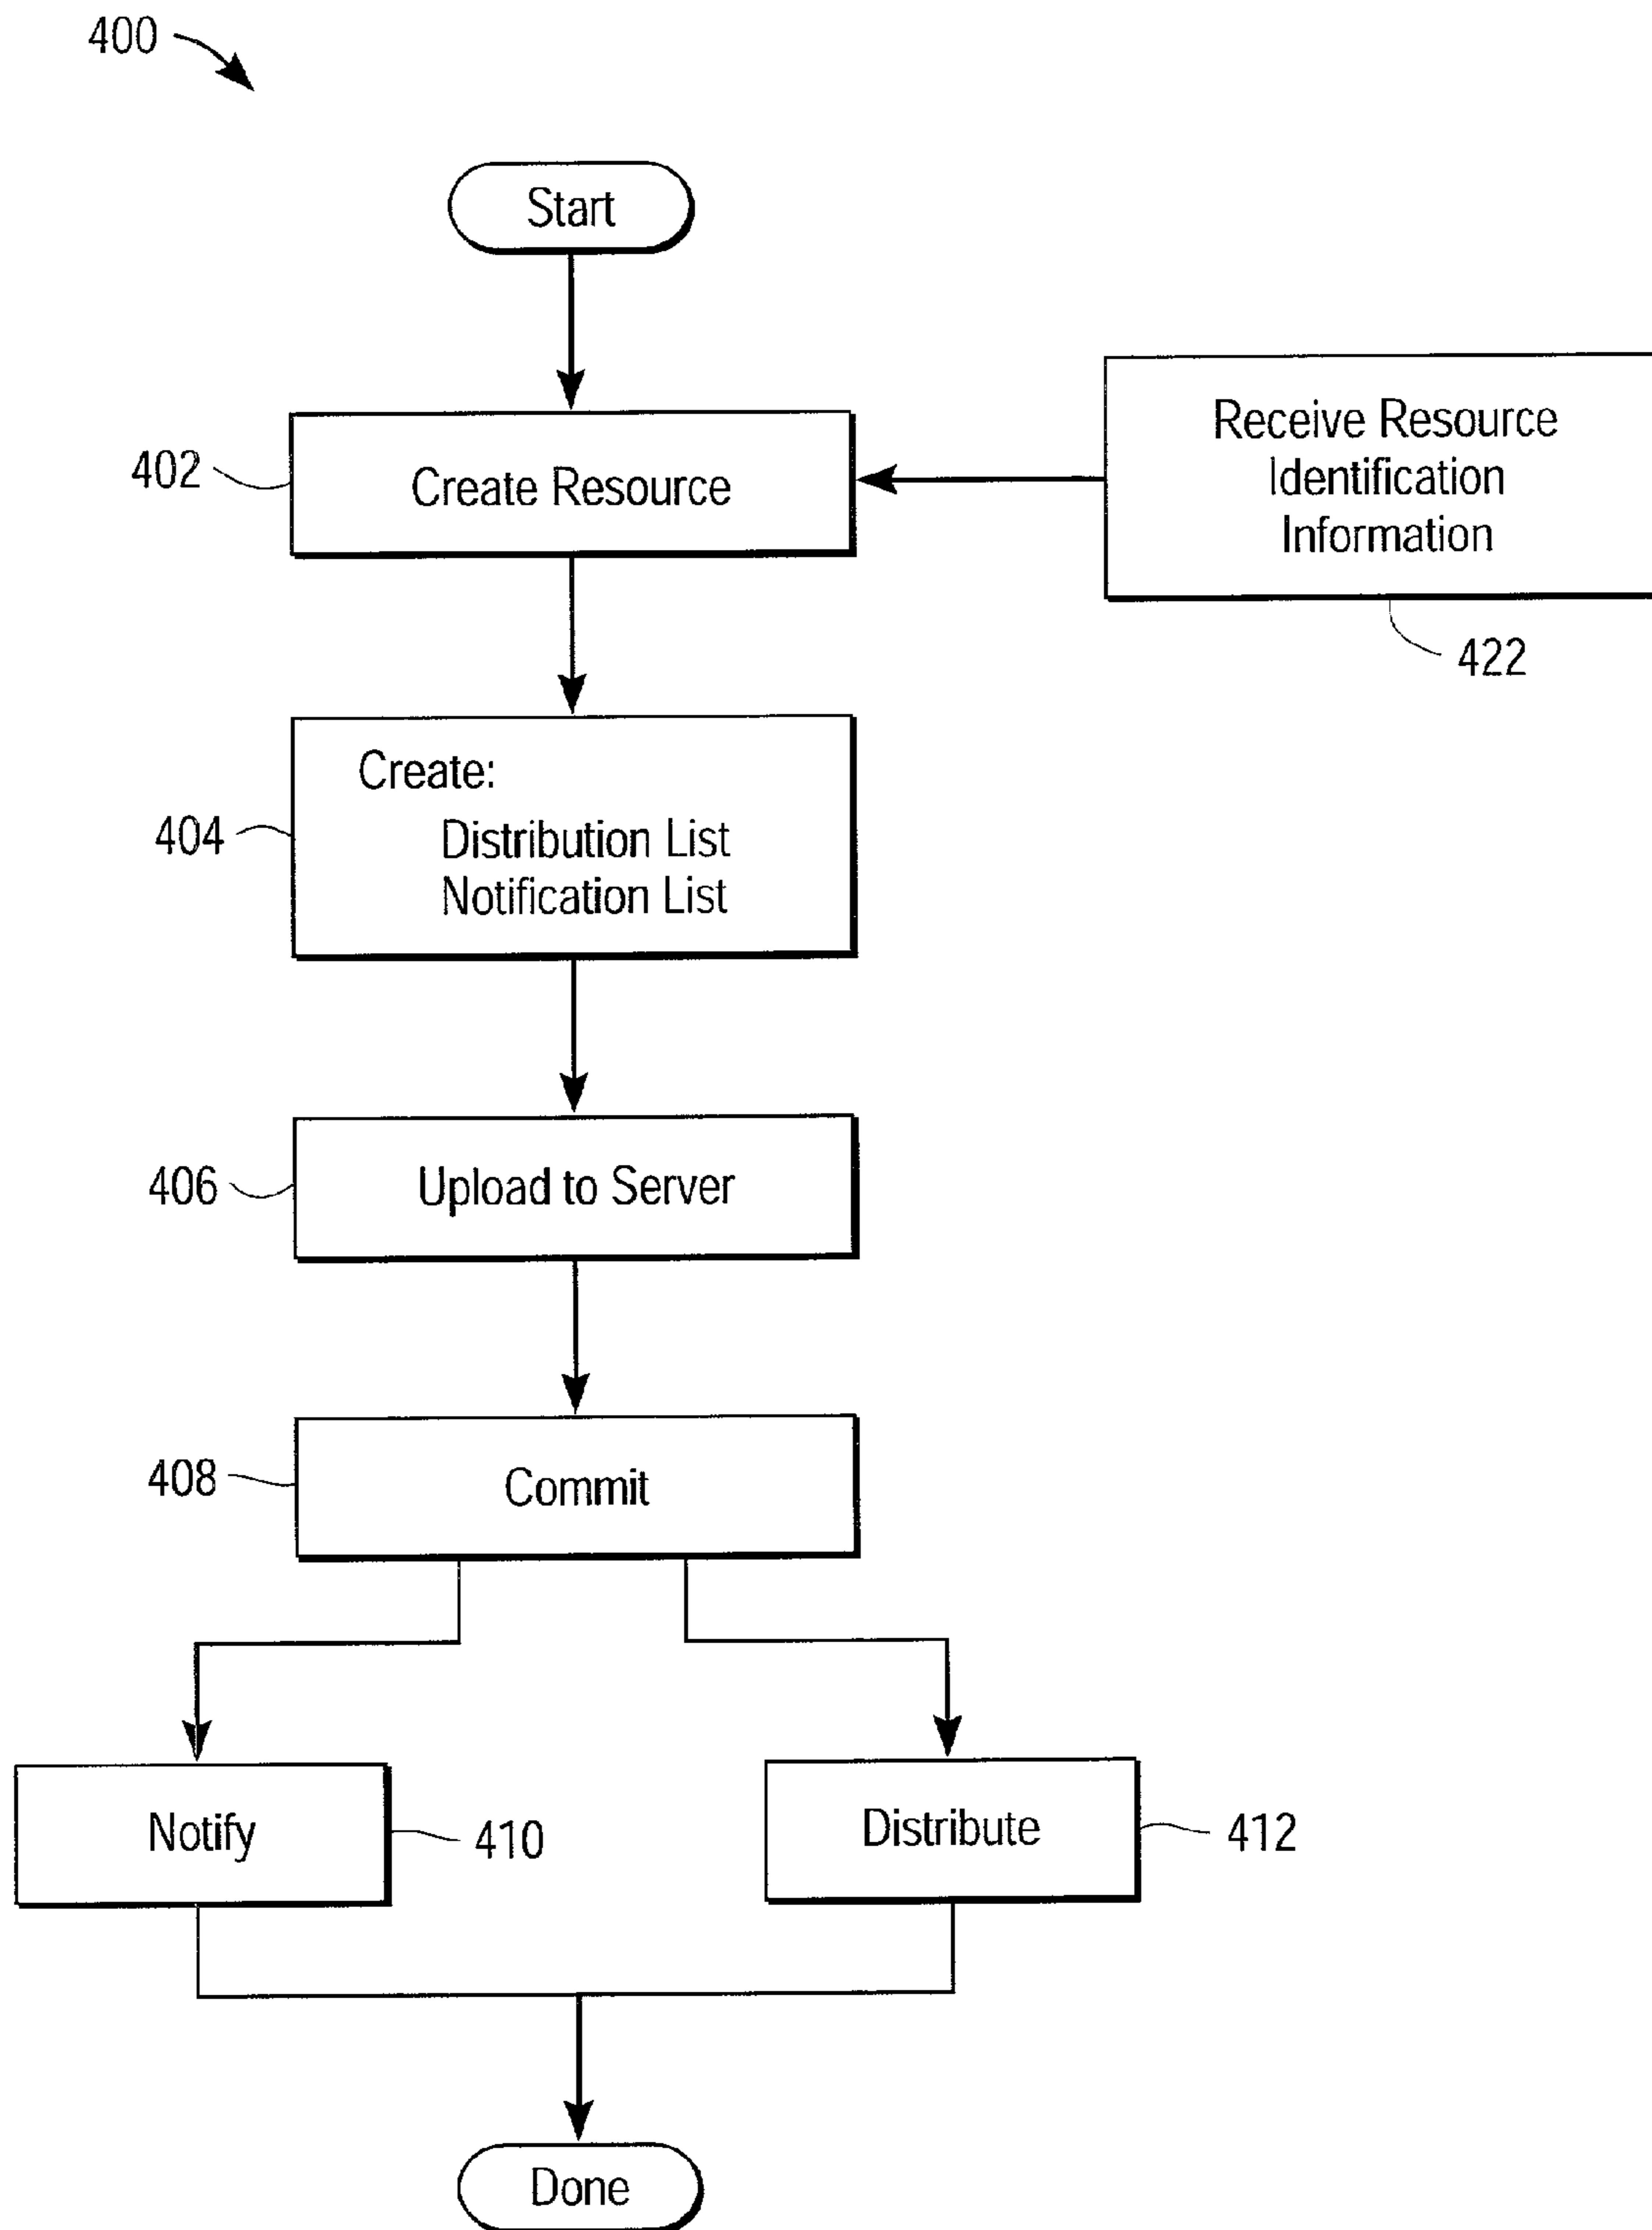 400
Start
402
Create Resource
Receive Resource
Identification
Information
422
404
Create:
Distribution List
Notification List
406
Upload to Server
408
Commit
Notify
410
Distribute
412
Done